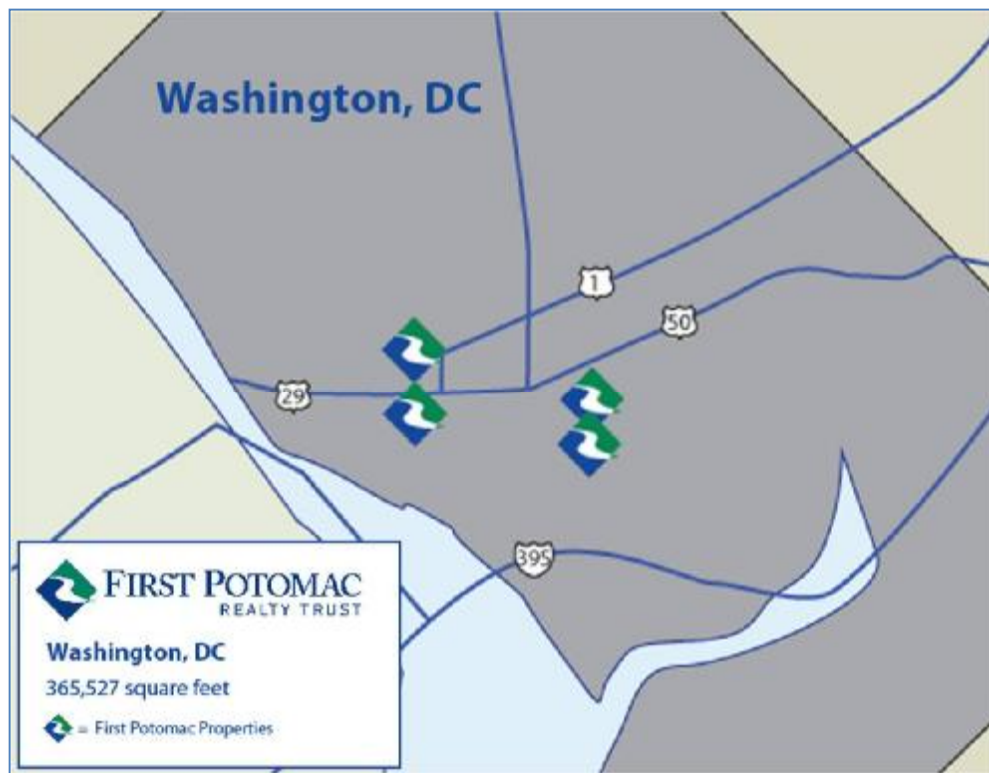 Washington, DC
1
50
29
395
FIRST POTOMAC
REALTY TRUST
Washington, DC
365,527 square feet
= First Potomac Properties